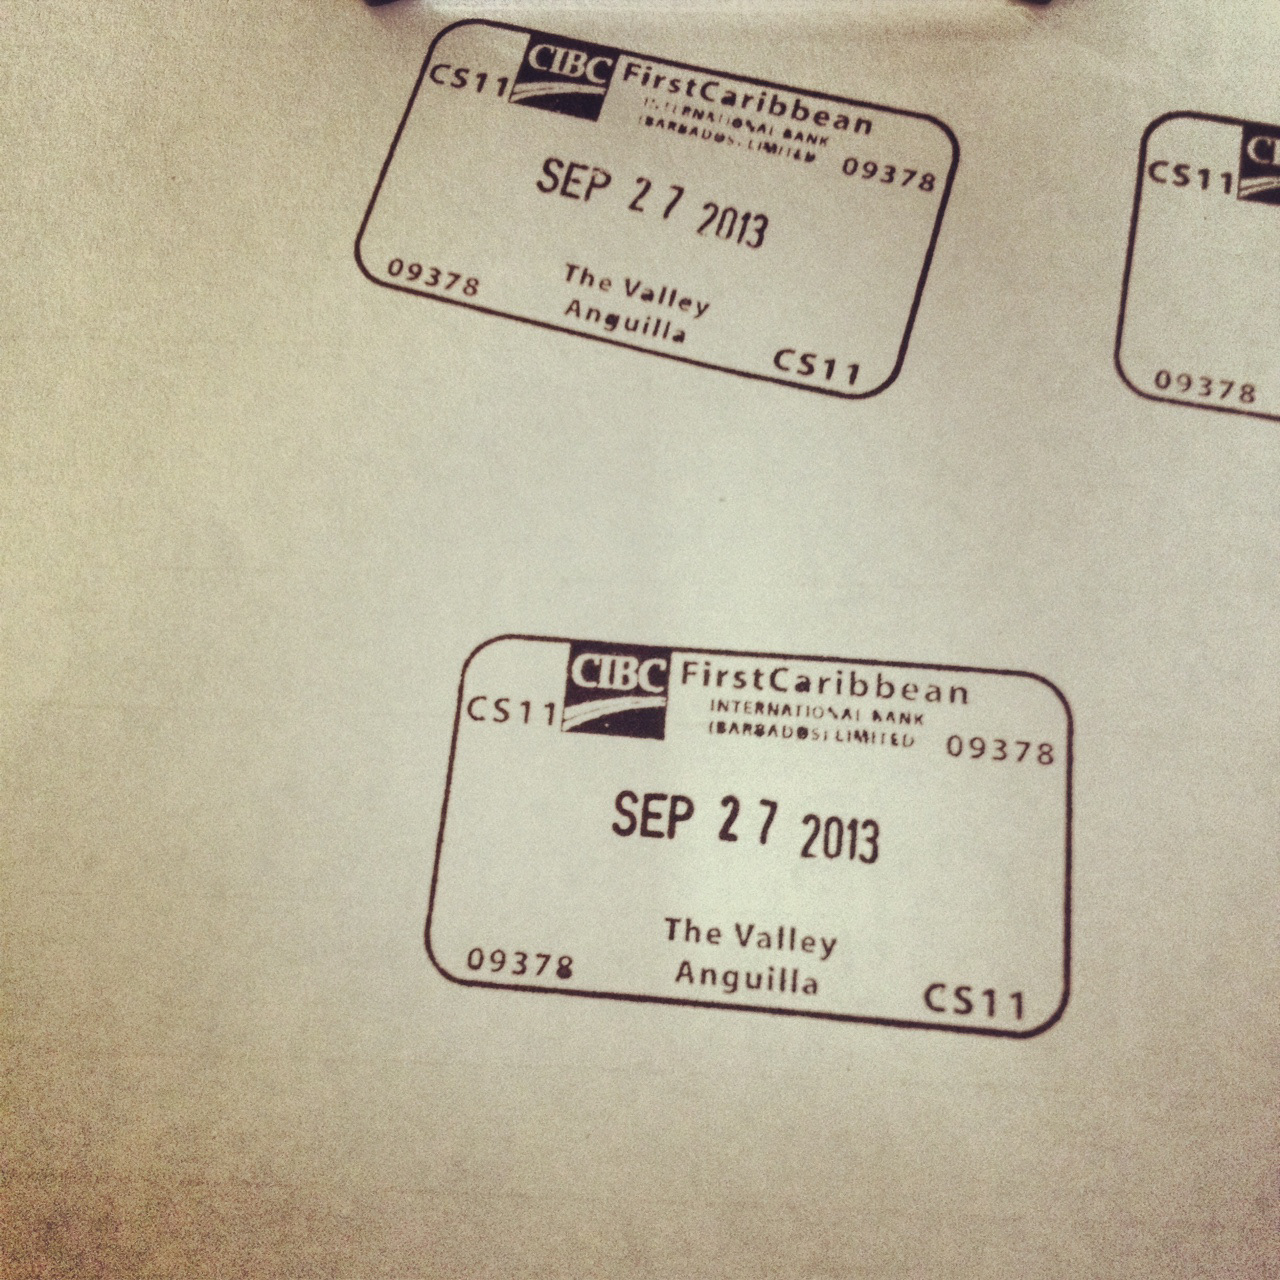 CIBC FirstCaribbean
CS11
INTERNATIONAL BANK
(BARBADOS) LIMITED
09378
SEP 27 2013
The Valley
09378
Anguilla
CS11
CS11
09378
CIBC FirstCaribbean
CS11
INTERNATIONAL BANK
(BARBADOS) LIMITED
09378
SEP 27 2013
The Valley
09378
Anguilla
CS11